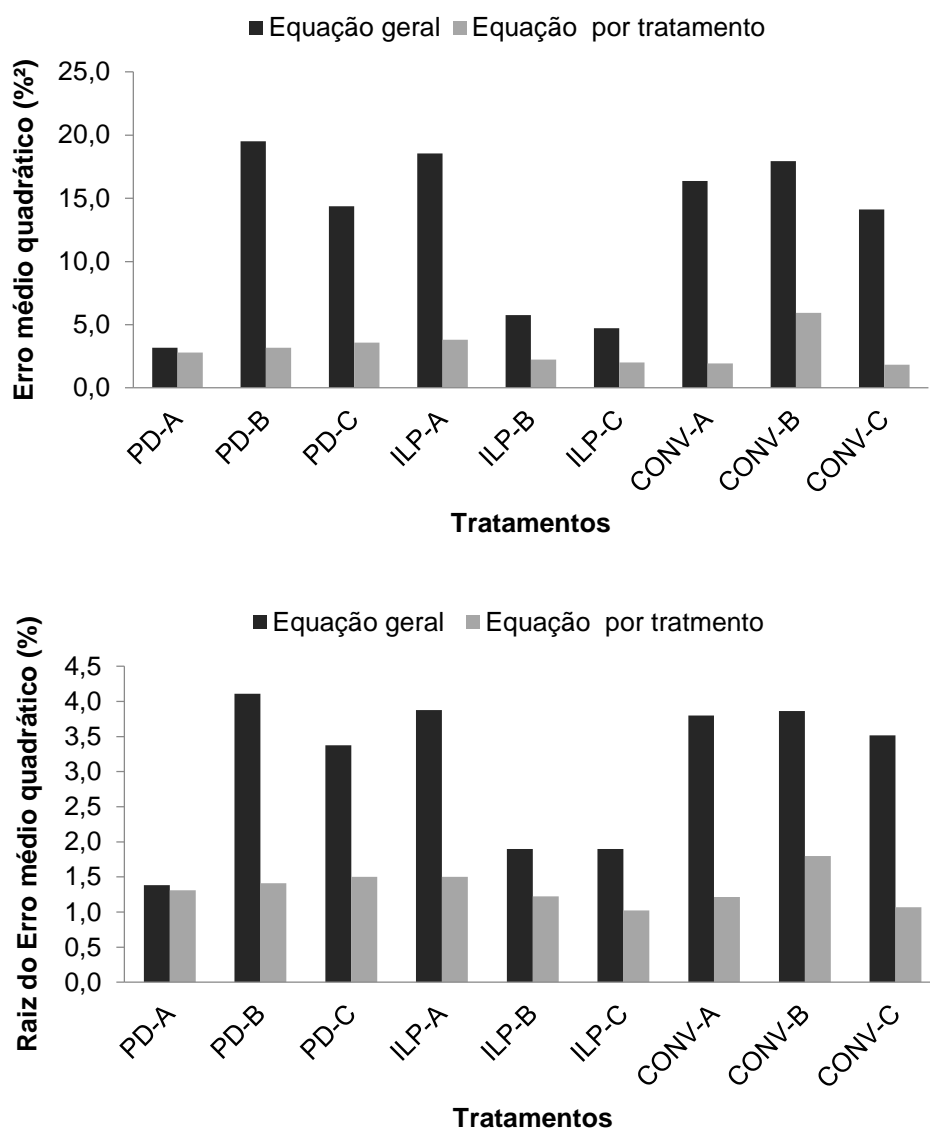 ■ Equação geral ■ Equação por tratamento
Erro médio quadrático (%²)
25,0
20,0
15,0
10,0
5,0
0,0
PD-A PD-B PD-C ILP-A ILP-B ILP-C CONV-A CONV-B CONV-C
Tratamentos
■ Equação geral ■ Equação por tratmento
Raiz do Erro médio quadrático (%)
4,5
4,0
3,5
3,0
2,5
2,0
1,5
1,0
0,5
0,0
PD-A PD-B PD-C ILP-A ILP-B ILP-C CONV-A CONV-B CONV-C
Tratamentos